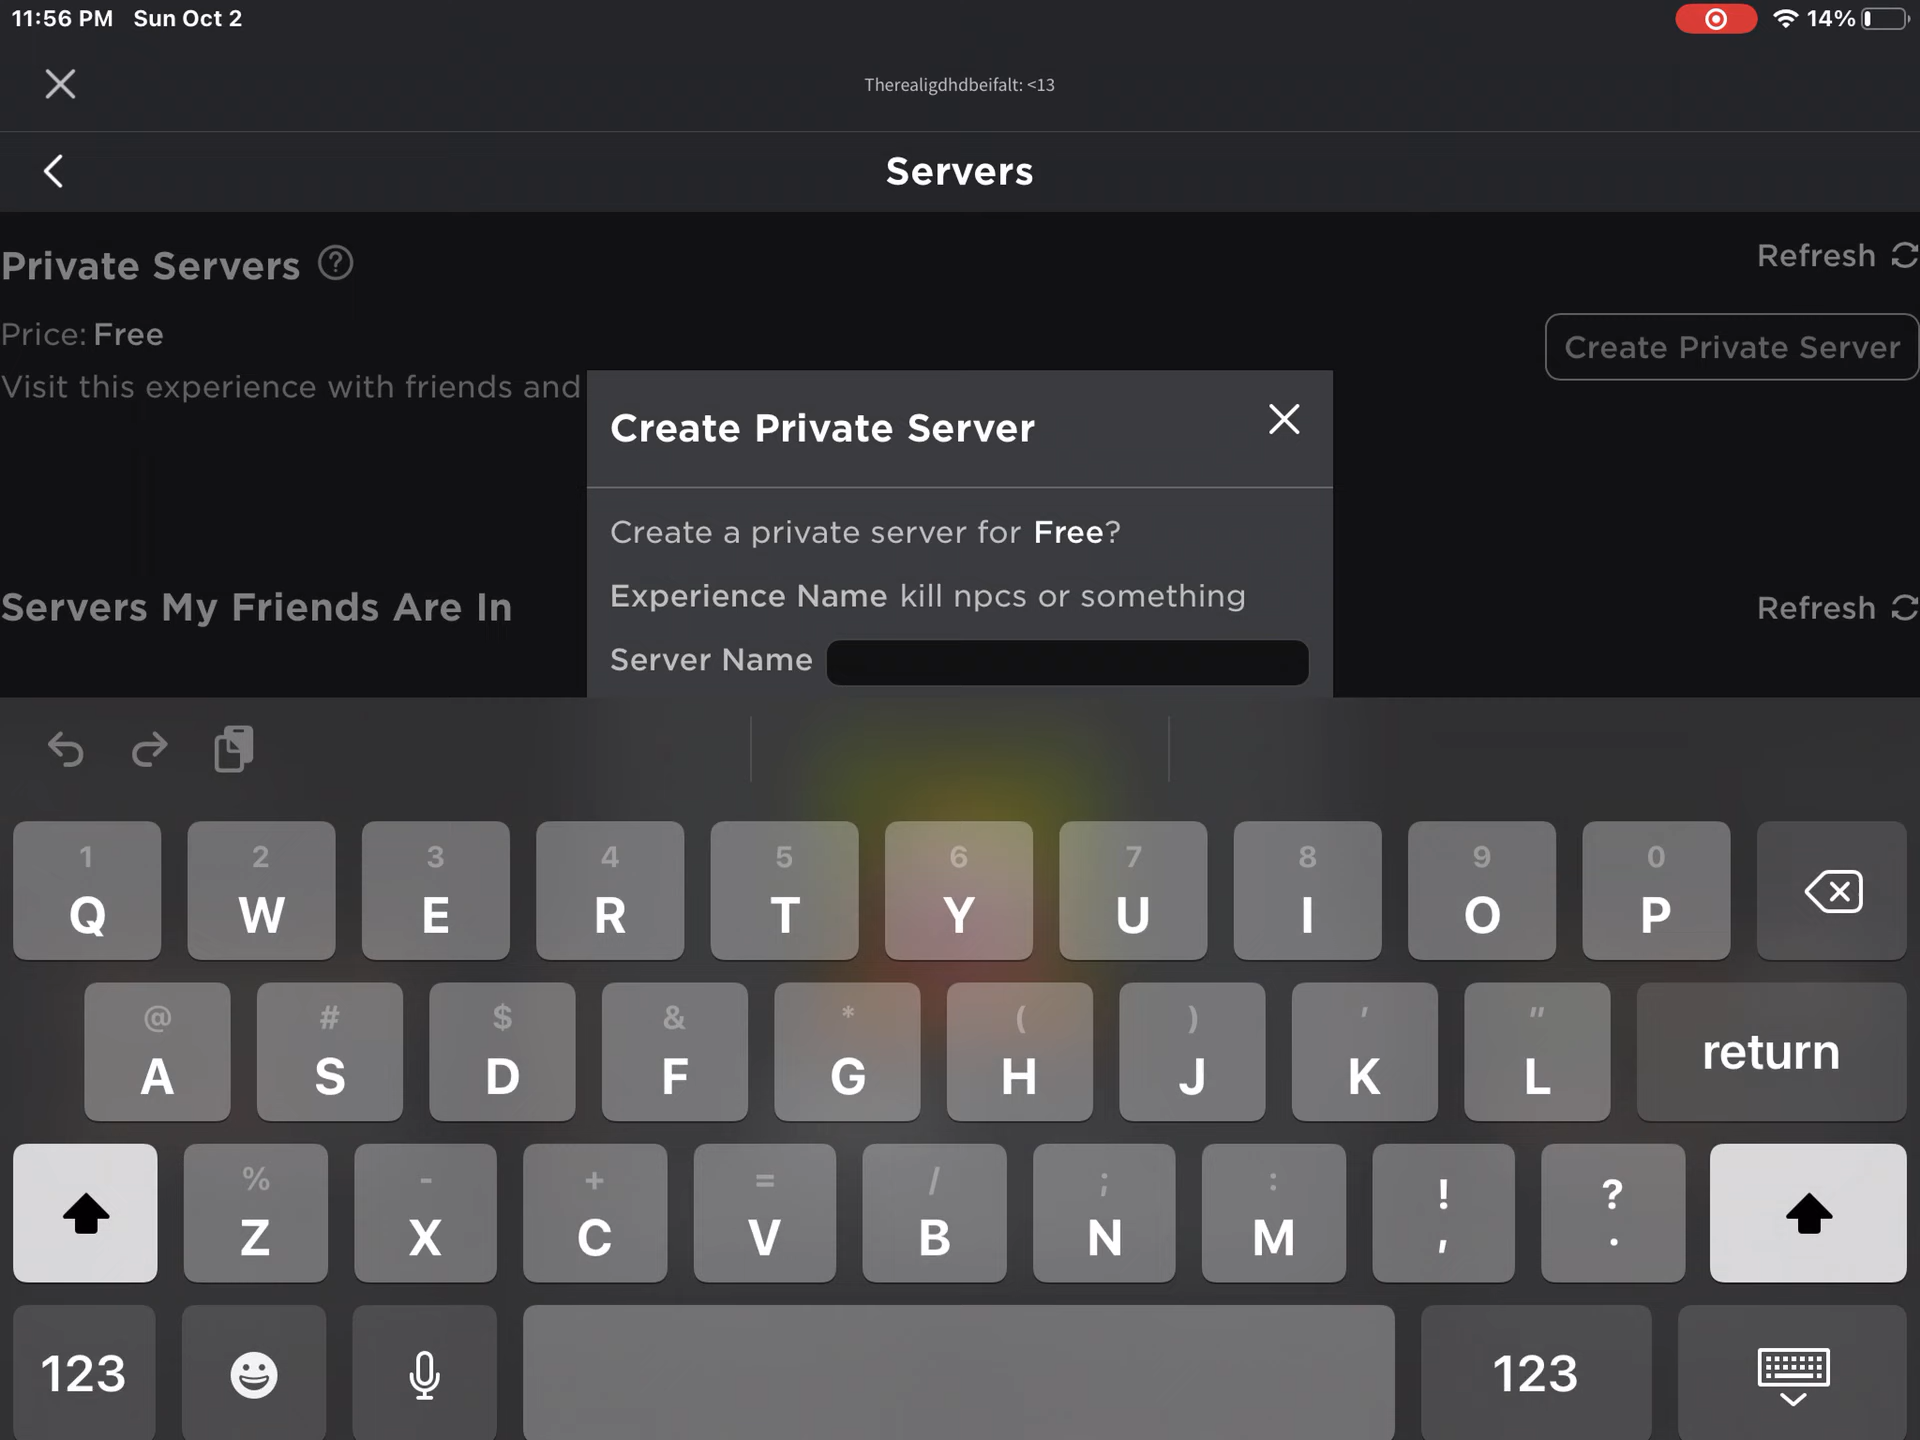 11:56 PM Sun Oct 2 14%
Therealigdhdbeifalt: <13
Servers
Private Servers ? Refresh
Price: Free
Create Private Server
Visit this experience with friends and
Create Private Server
Create a private server for Free?
Experience Name kill npcs or something
Servers My Friends Are In Refresh
Server Name
1 2 3 4 5 6 7 8 9 0
Q W E R T Y U I O P
@ # $ & * ( ) ' "
A S D F G H J K L return
% - + = / ; : ! ?
Z X C V B N M , .
123 123